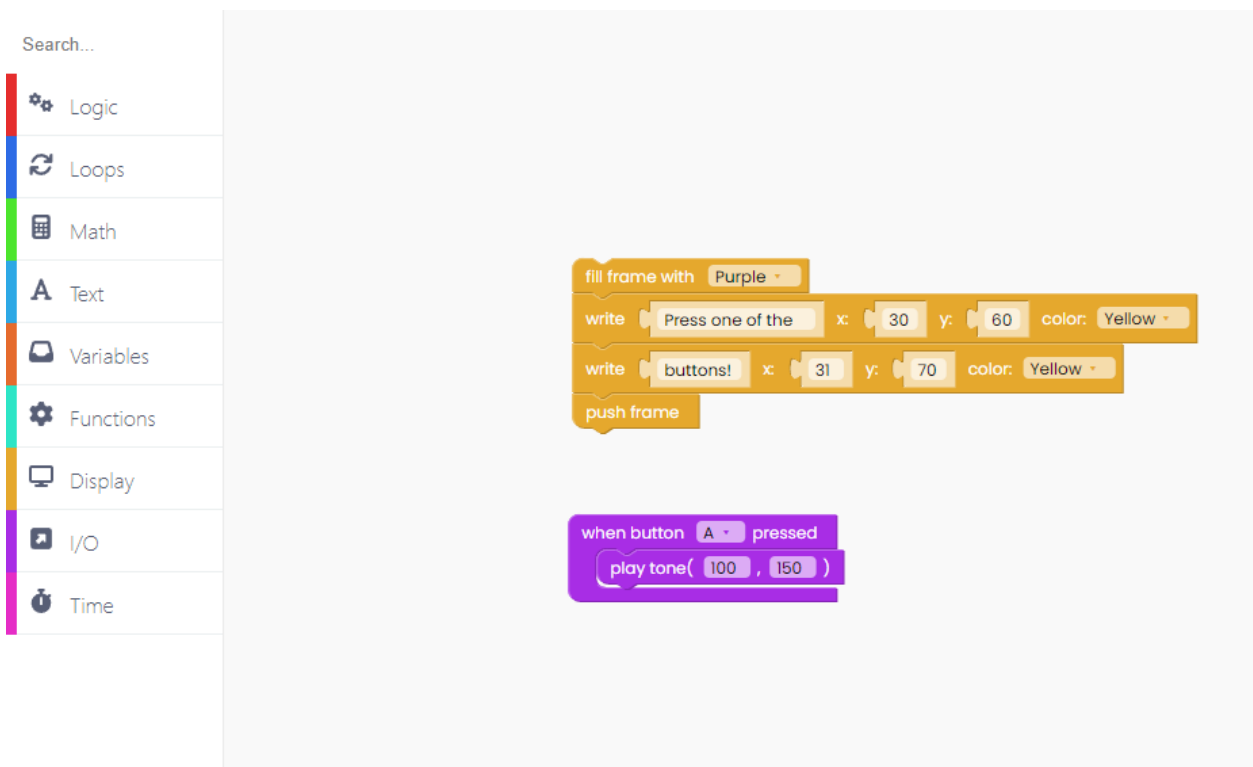 Search...
Logic
Loops
Math
Text
Variables
Functions
Display
I/O
Time
fill frame with Purple
write Press one of the x: 30 y: 60 color: Yellow
write buttons! x: 31 y: 70 color: Yellow
push frame
when button A pressed
play tone( 100 , 150 )